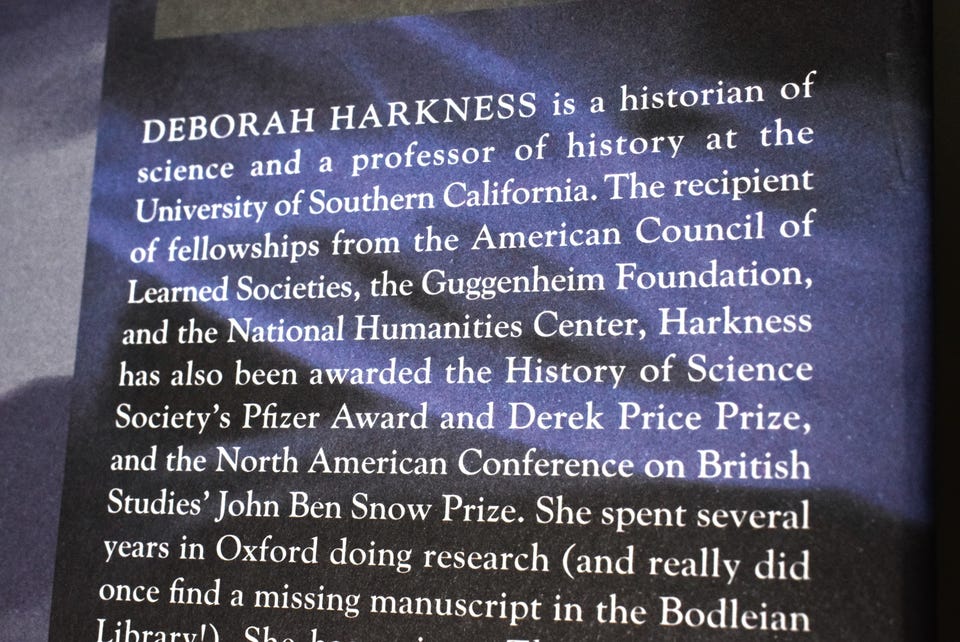 DEBORAH HARKNESS is a historian of
science and a professor of history at the
University of Southern California. The recipient
of fellowships from the American Council of
Learned Societies, the Guggenheim Foundation,
and the National Humanities Center, Harkness
has also been awarded the History of Science
Society's Pfizer Award and Derek Price Prize,
and the North American Conference on British
Studies' John Ben Snow Prize. She spent several
years in Oxford doing research (and really did
once find a missing manuscript in the Bodleian
Library!). She